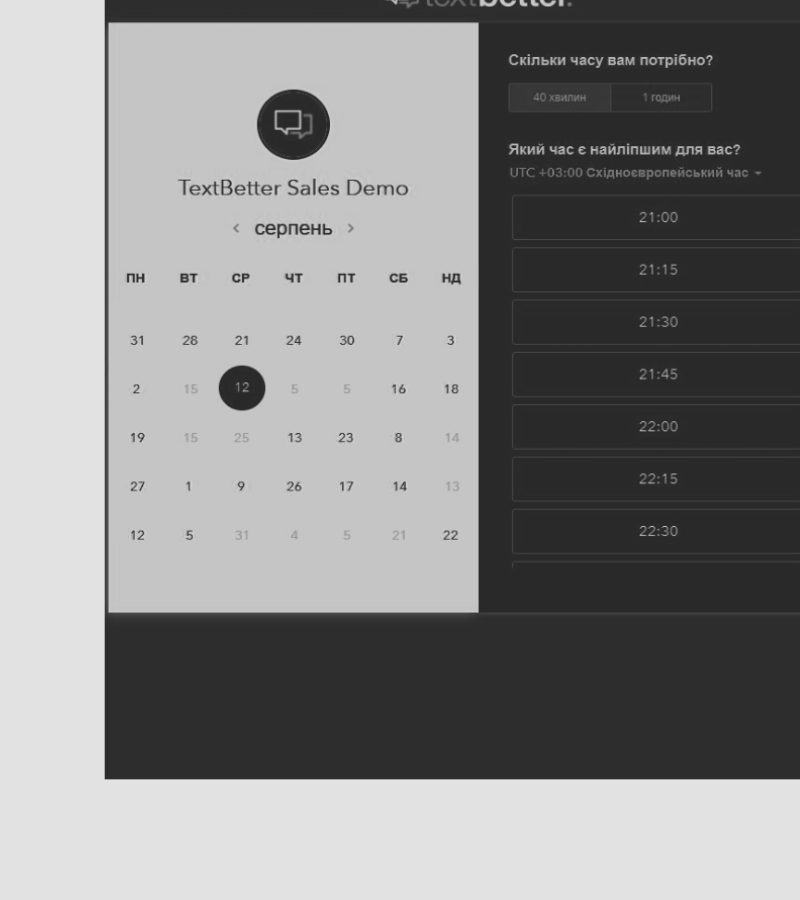 textbetter.
TextBetter Sales Demo
< серпень >
ПН ВТ СР ЧТ ПТ СБ НД
31 28 21 24 30 7 3
2 15 12 5 5 16 18
19 15 25 13 23 8 14
27 1 9 26 17 14 13
12 5 31 4 5 21 22
Скільки часу вам потрібно?
40 хвилин 1 годин
Який час є найліпшим для вас?
UTC +03:00 Східноєвропейський час
21:00
21:15
21:30
21:45
22:00
22:15
22:30